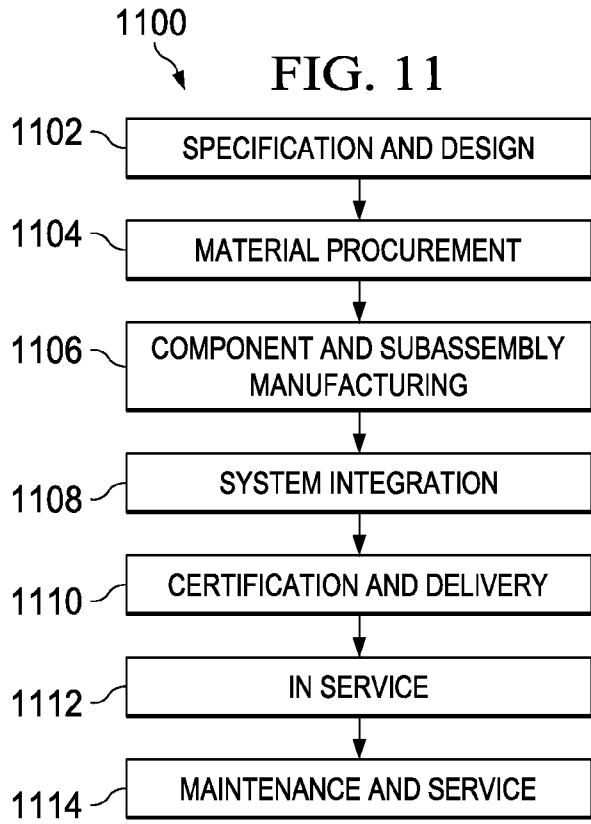 1100
FIG. 11
1102
SPECIFICATION AND DESIGN
1104
MATERIAL PROCUREMENT
1106
COMPONENT AND SUBASSEMBLY
MANUFACTURING
1108
SYSTEM INTEGRATION
1110
CERTIFICATION AND DELIVERY
1112
IN SERVICE
1114
MAINTENANCE AND SERVICE